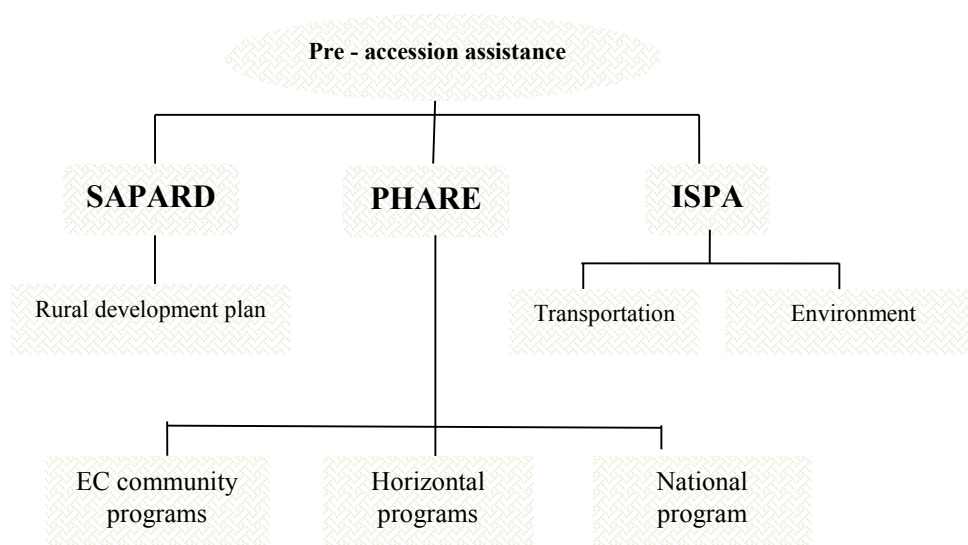 Pre - accession assistance
SAPARD
PHARE
ISPA
Rural development plan
Transportation
Environment
EC community
programs
Horizontal
programs
National
program